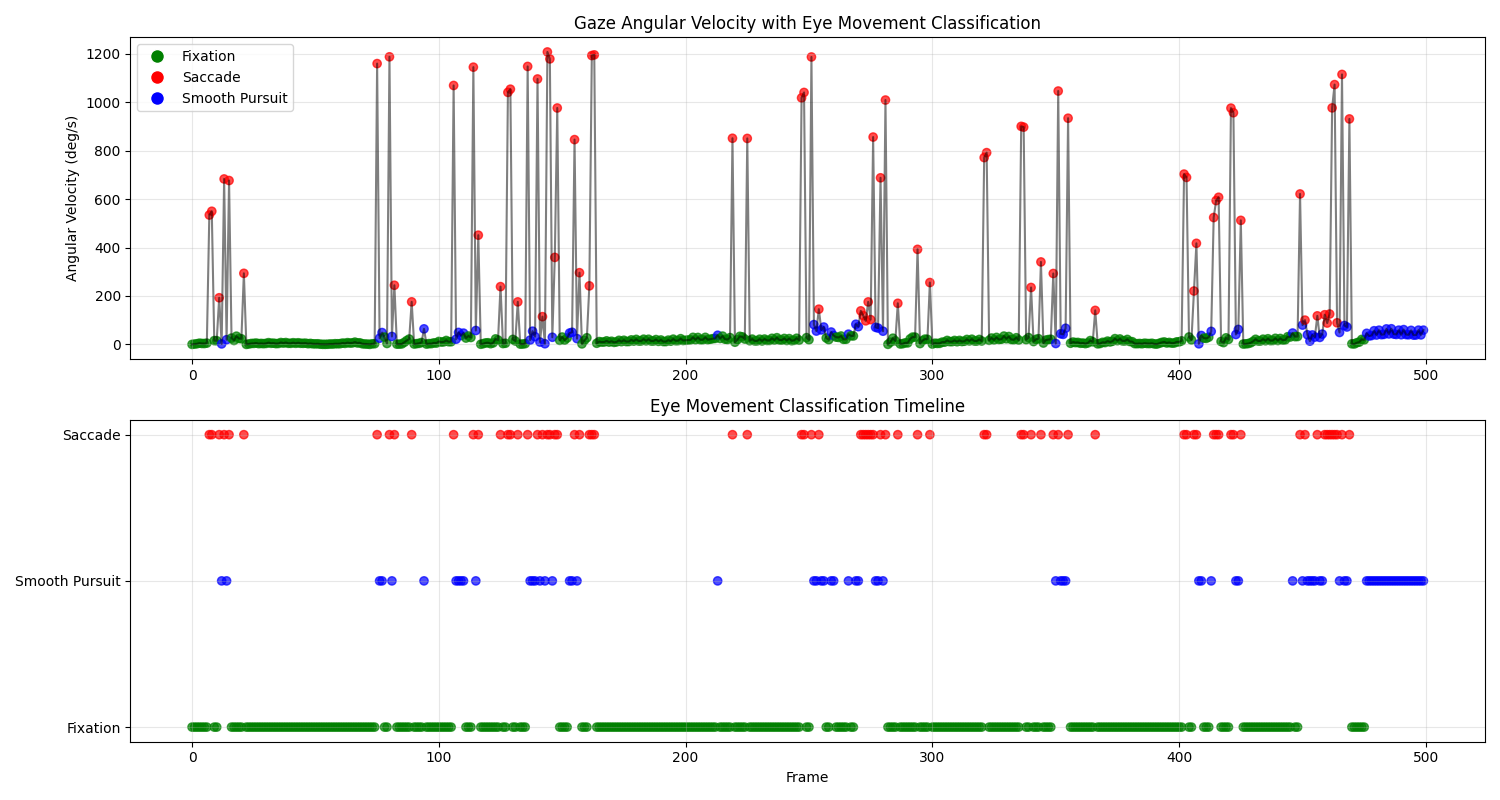 Gaze Angular Velocity with Eye Movement Classification
Angular Velocity (deg/s)
1200
1000
800
600
400
200
0
Fixation
Saccade
Smooth Pursuit
0 100 200 300 400 500
Eye Movement Classification Timeline
Saccade
Smooth Pursuit
Fixation
0 100 200 300 400 500
Frame